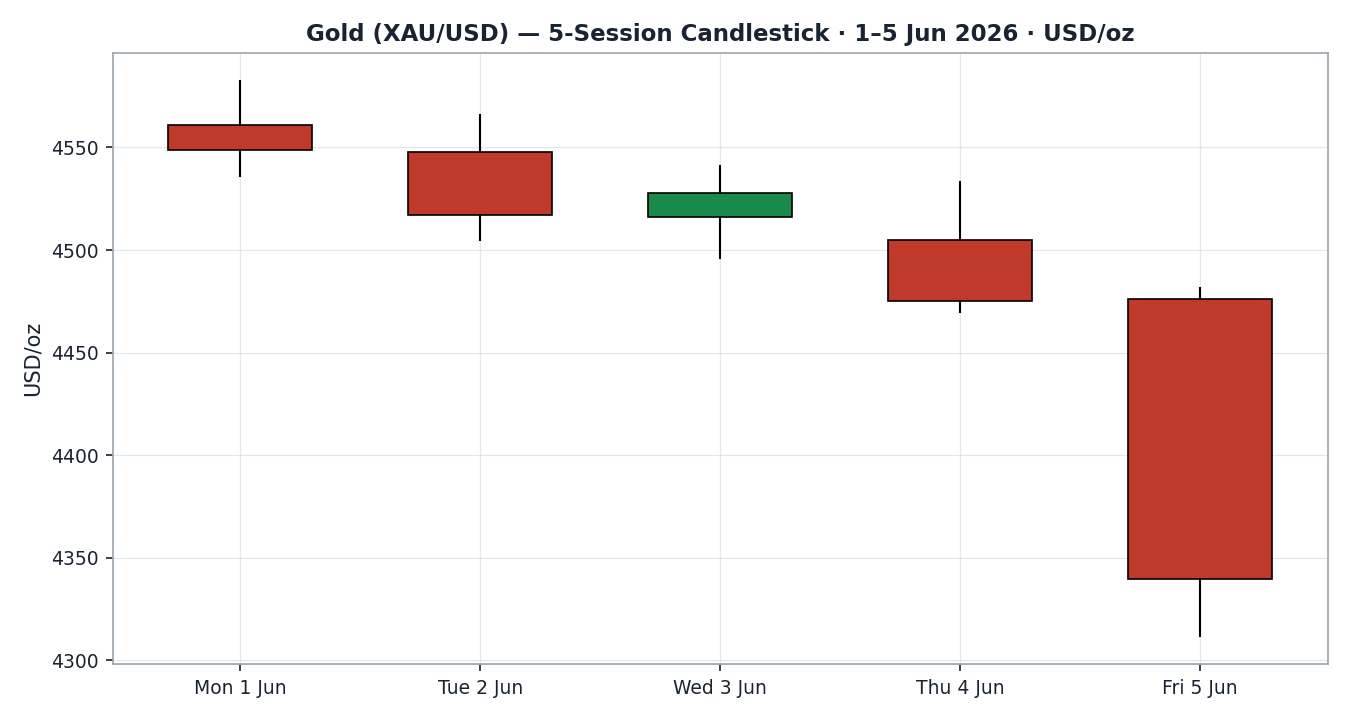 Gold (XAU/USD) — 5-Session Candlestick · 1–5 Jun 2026 · USD/oz
USD/oz
4550
4500
4450
4400
4350
4300
Mon 1 Jun
Tue 2 Jun
Wed 3 Jun
Thu 4 Jun
Fri 5 Jun